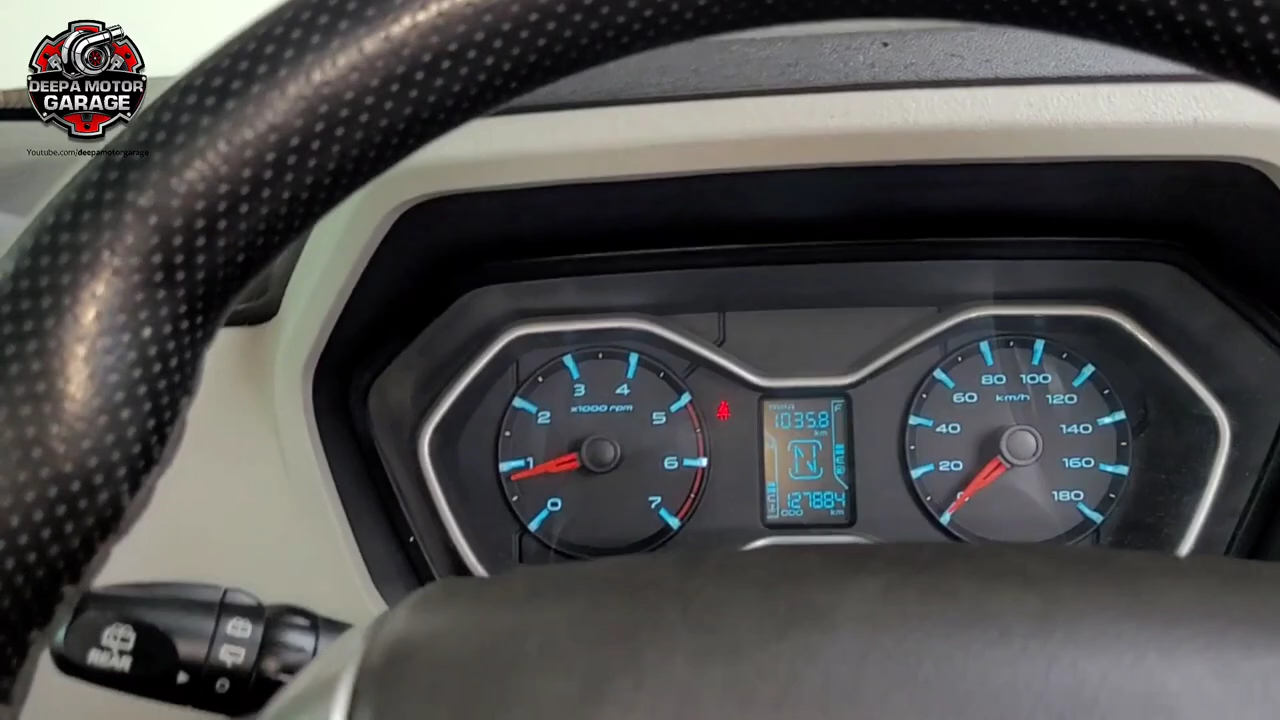 DEEPA MOTOR
GARAGE
Youtube.com/deepamotorgarage
0
1
2
3
4
5
6
7
x1000 rpm
1035.8
km
F
N
C
127884
ODO km
0
20
40
60
80
100
120
140
160
180
km/h
REAR